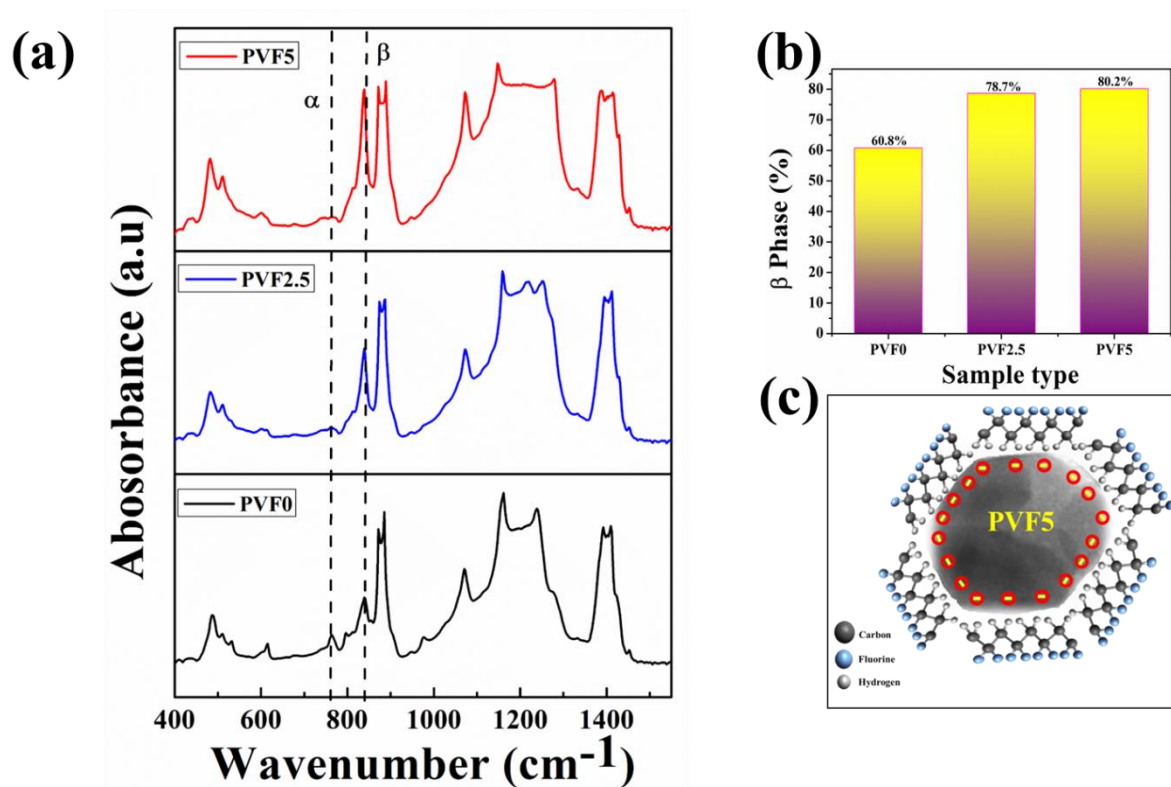 (a)
PVF5
α
β
PVF2.5
PVF0
Abosorbance (a.u)
400 600 800 1000 1200 1400
Wavenumber (cm-1)
(b)
80.2%
78.7%
60.8%
80
70
60
50
40
30
20
10
0
β Phase (%)
PVF0 PVF2.5 PVF5
Sample type
(c)
PVF5
Carbon
Fluorine
Hydrogen